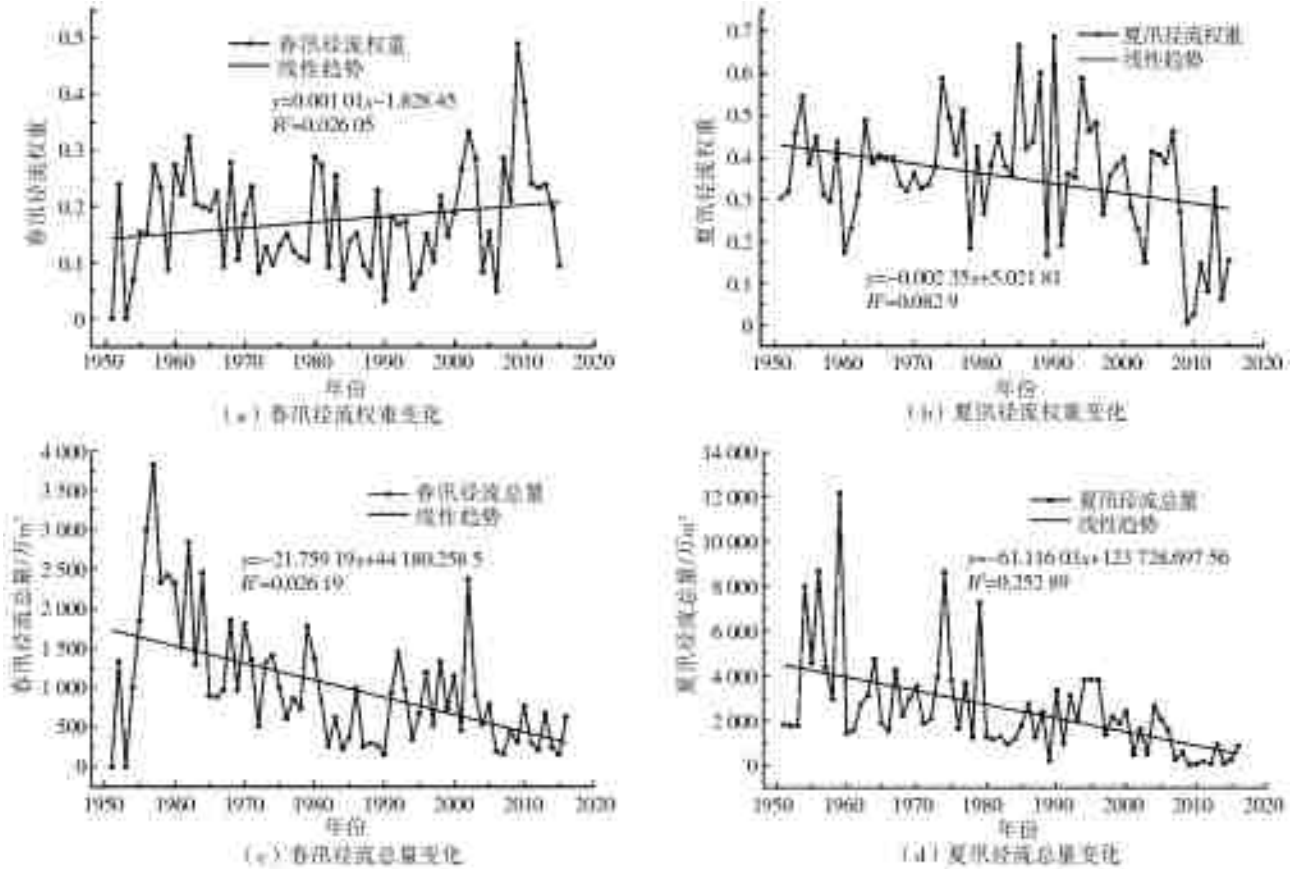 0.5
0.4
0.3
0.2
0.1
0
春汛径流权重
春汛径流权重
线性趋势
y=0.001 01x-1.828 45
R²=0.026 05
1950 1960 1970 1980 1990 2000 2010 2020
年份
(a)春汛径流权重变化
0.7
0.6
0.5
0.4
0.3
0.2
0.1
0
夏汛径流权重
夏汛径流权重
线性趋势
y=-0.002 35x+5.021 81
R²=0.082 9
1950 1960 1970 1980 1990 2000 2010 2020
年份
(b)夏汛径流权重变化
4 000
3 500
3 000
2 500
2 000
1 500
1 000
500
0
春汛径流总量/万m³
春汛径流总量
线性趋势
y=-21.759 19x+44 180.258 5
R²=0.026 19
1950 1960 1970 1980 1990 2000 2010 2020
年份
(c)春汛径流总量变化
14 000
12 000
10 000
8 000
6 000
4 000
2 000
0
夏汛径流总量/万m³
夏汛径流总量
线性趋势
y=-61.116 03x+123 728.697 56
R²=0.252 89
1950 1960 1970 1980 1990 2000 2010 2020
年份
(d)夏汛径流总量变化